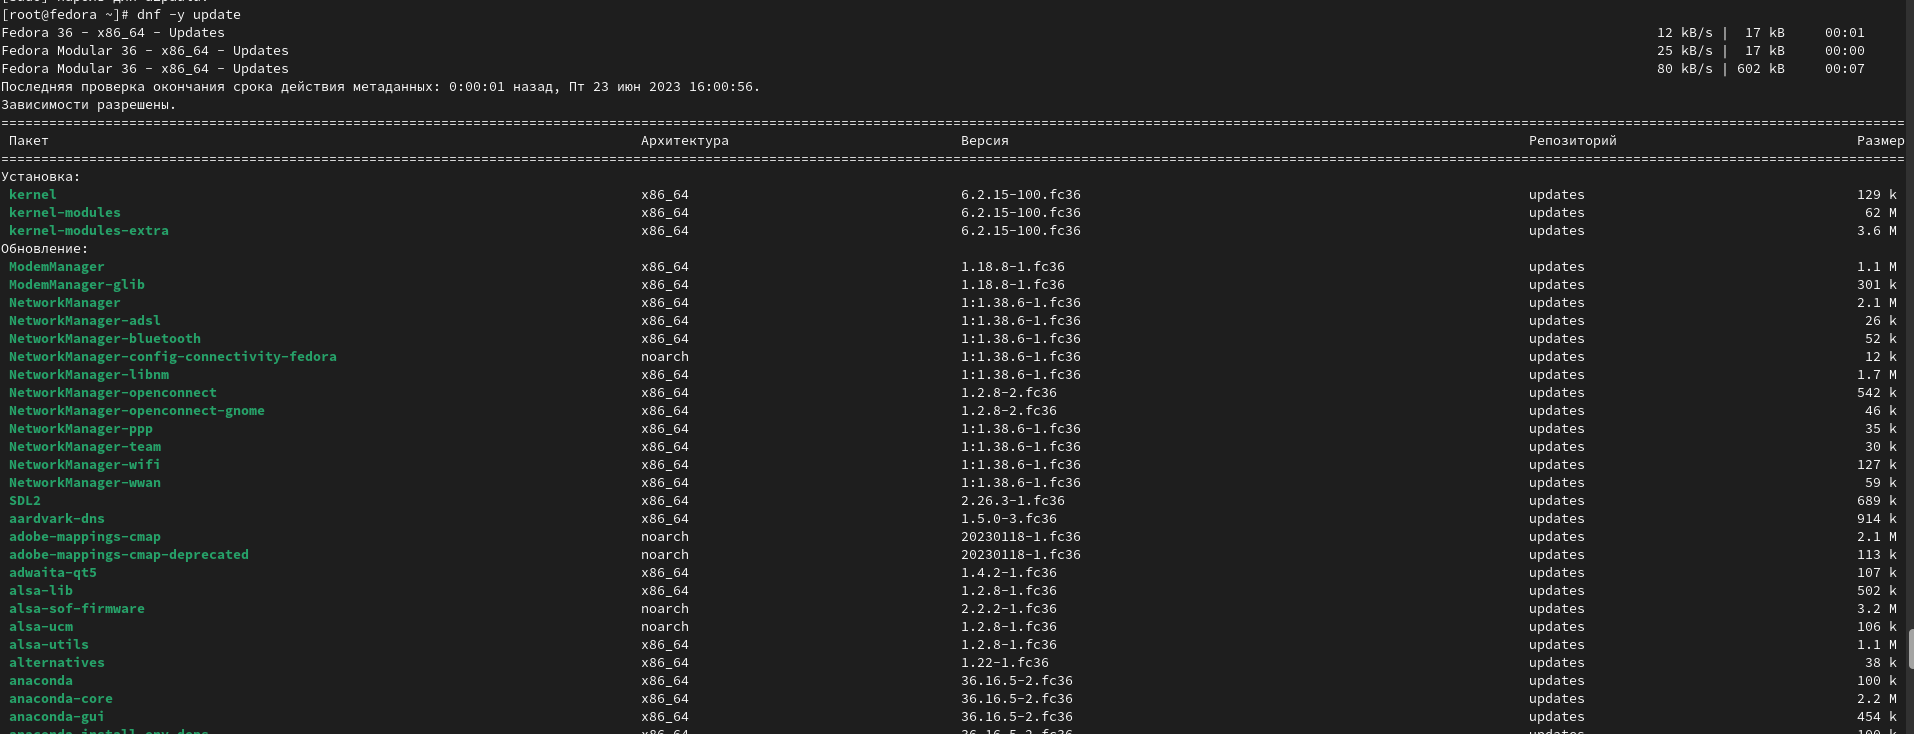 [root@fedora ~]# dnf -y update
Fedora 36 - x86_64 - Updates 12 kB/s | 17 kB 00:01
Fedora Modular 36 - x86_64 - Updates 25 kB/s | 17 kB 00:00
Fedora Modular 36 - x86_64 - Updates 80 kB/s | 602 kB 00:07
Последняя проверка окончания срока действия метаданных: 0:00:01 назад, Пт 23 июн 2023 16:00:56.
Зависимости разрешены.
Пакет Архитектура Версия Репозиторий Размер
Установка:
kernel x86_64 6.2.15-100.fc36 updates 129 k
kernel-modules x86_64 6.2.15-100.fc36 updates 62 M
kernel-modules-extra x86_64 6.2.15-100.fc36 updates 3.6 M
Обновление:
ModemManager x86_64 1.18.8-1.fc36 updates 1.1 M
ModemManager-glib x86_64 1.18.8-1.fc36 updates 301 k
NetworkManager x86_64 1:1.38.6-1.fc36 updates 2.1 M
NetworkManager-adsl x86_64 1:1.38.6-1.fc36 updates 26 k
NetworkManager-bluetooth x86_64 1:1.38.6-1.fc36 updates 52 k
NetworkManager-config-connectivity-fedora noarch 1:1.38.6-1.fc36 updates 12 k
NetworkManager-libnm x86_64 1:1.38.6-1.fc36 updates 1.7 M
NetworkManager-openconnect x86_64 1.2.8-2.fc36 updates 542 k
NetworkManager-openconnect-gnome x86_64 1.2.8-2.fc36 updates 46 k
NetworkManager-ppp x86_64 1:1.38.6-1.fc36 updates 35 k
NetworkManager-team x86_64 1:1.38.6-1.fc36 updates 30 k
NetworkManager-wifi x86_64 1:1.38.6-1.fc36 updates 127 k
NetworkManager-wwan x86_64 1:1.38.6-1.fc36 updates 59 k
SDL2 x86_64 2.26.3-1.fc36 updates 689 k
aardvark-dns x86_64 1.5.0-3.fc36 updates 914 k
adobe-mappings-cmap noarch 20230118-1.fc36 updates 2.1 M
adobe-mappings-cmap-deprecated noarch 20230118-1.fc36 updates 113 k
adwaita-qt5 x86_64 1.4.2-1.fc36 updates 107 k
alsa-lib x86_64 1.2.8-1.fc36 updates 502 k
alsa-sof-firmware noarch 2.2.2-1.fc36 updates 3.2 M
alsa-ucm noarch 1.2.8-1.fc36 updates 106 k
alsa-utils x86_64 1.2.8-1.fc36 updates 1.1 M
alternatives x86_64 1.22-1.fc36 updates 38 k
anaconda x86_64 36.16.5-2.fc36 updates 100 k
anaconda-core x86_64 36.16.5-2.fc36 updates 2.2 M
anaconda-gui x86_64 36.16.5-2.fc36 updates 454 k